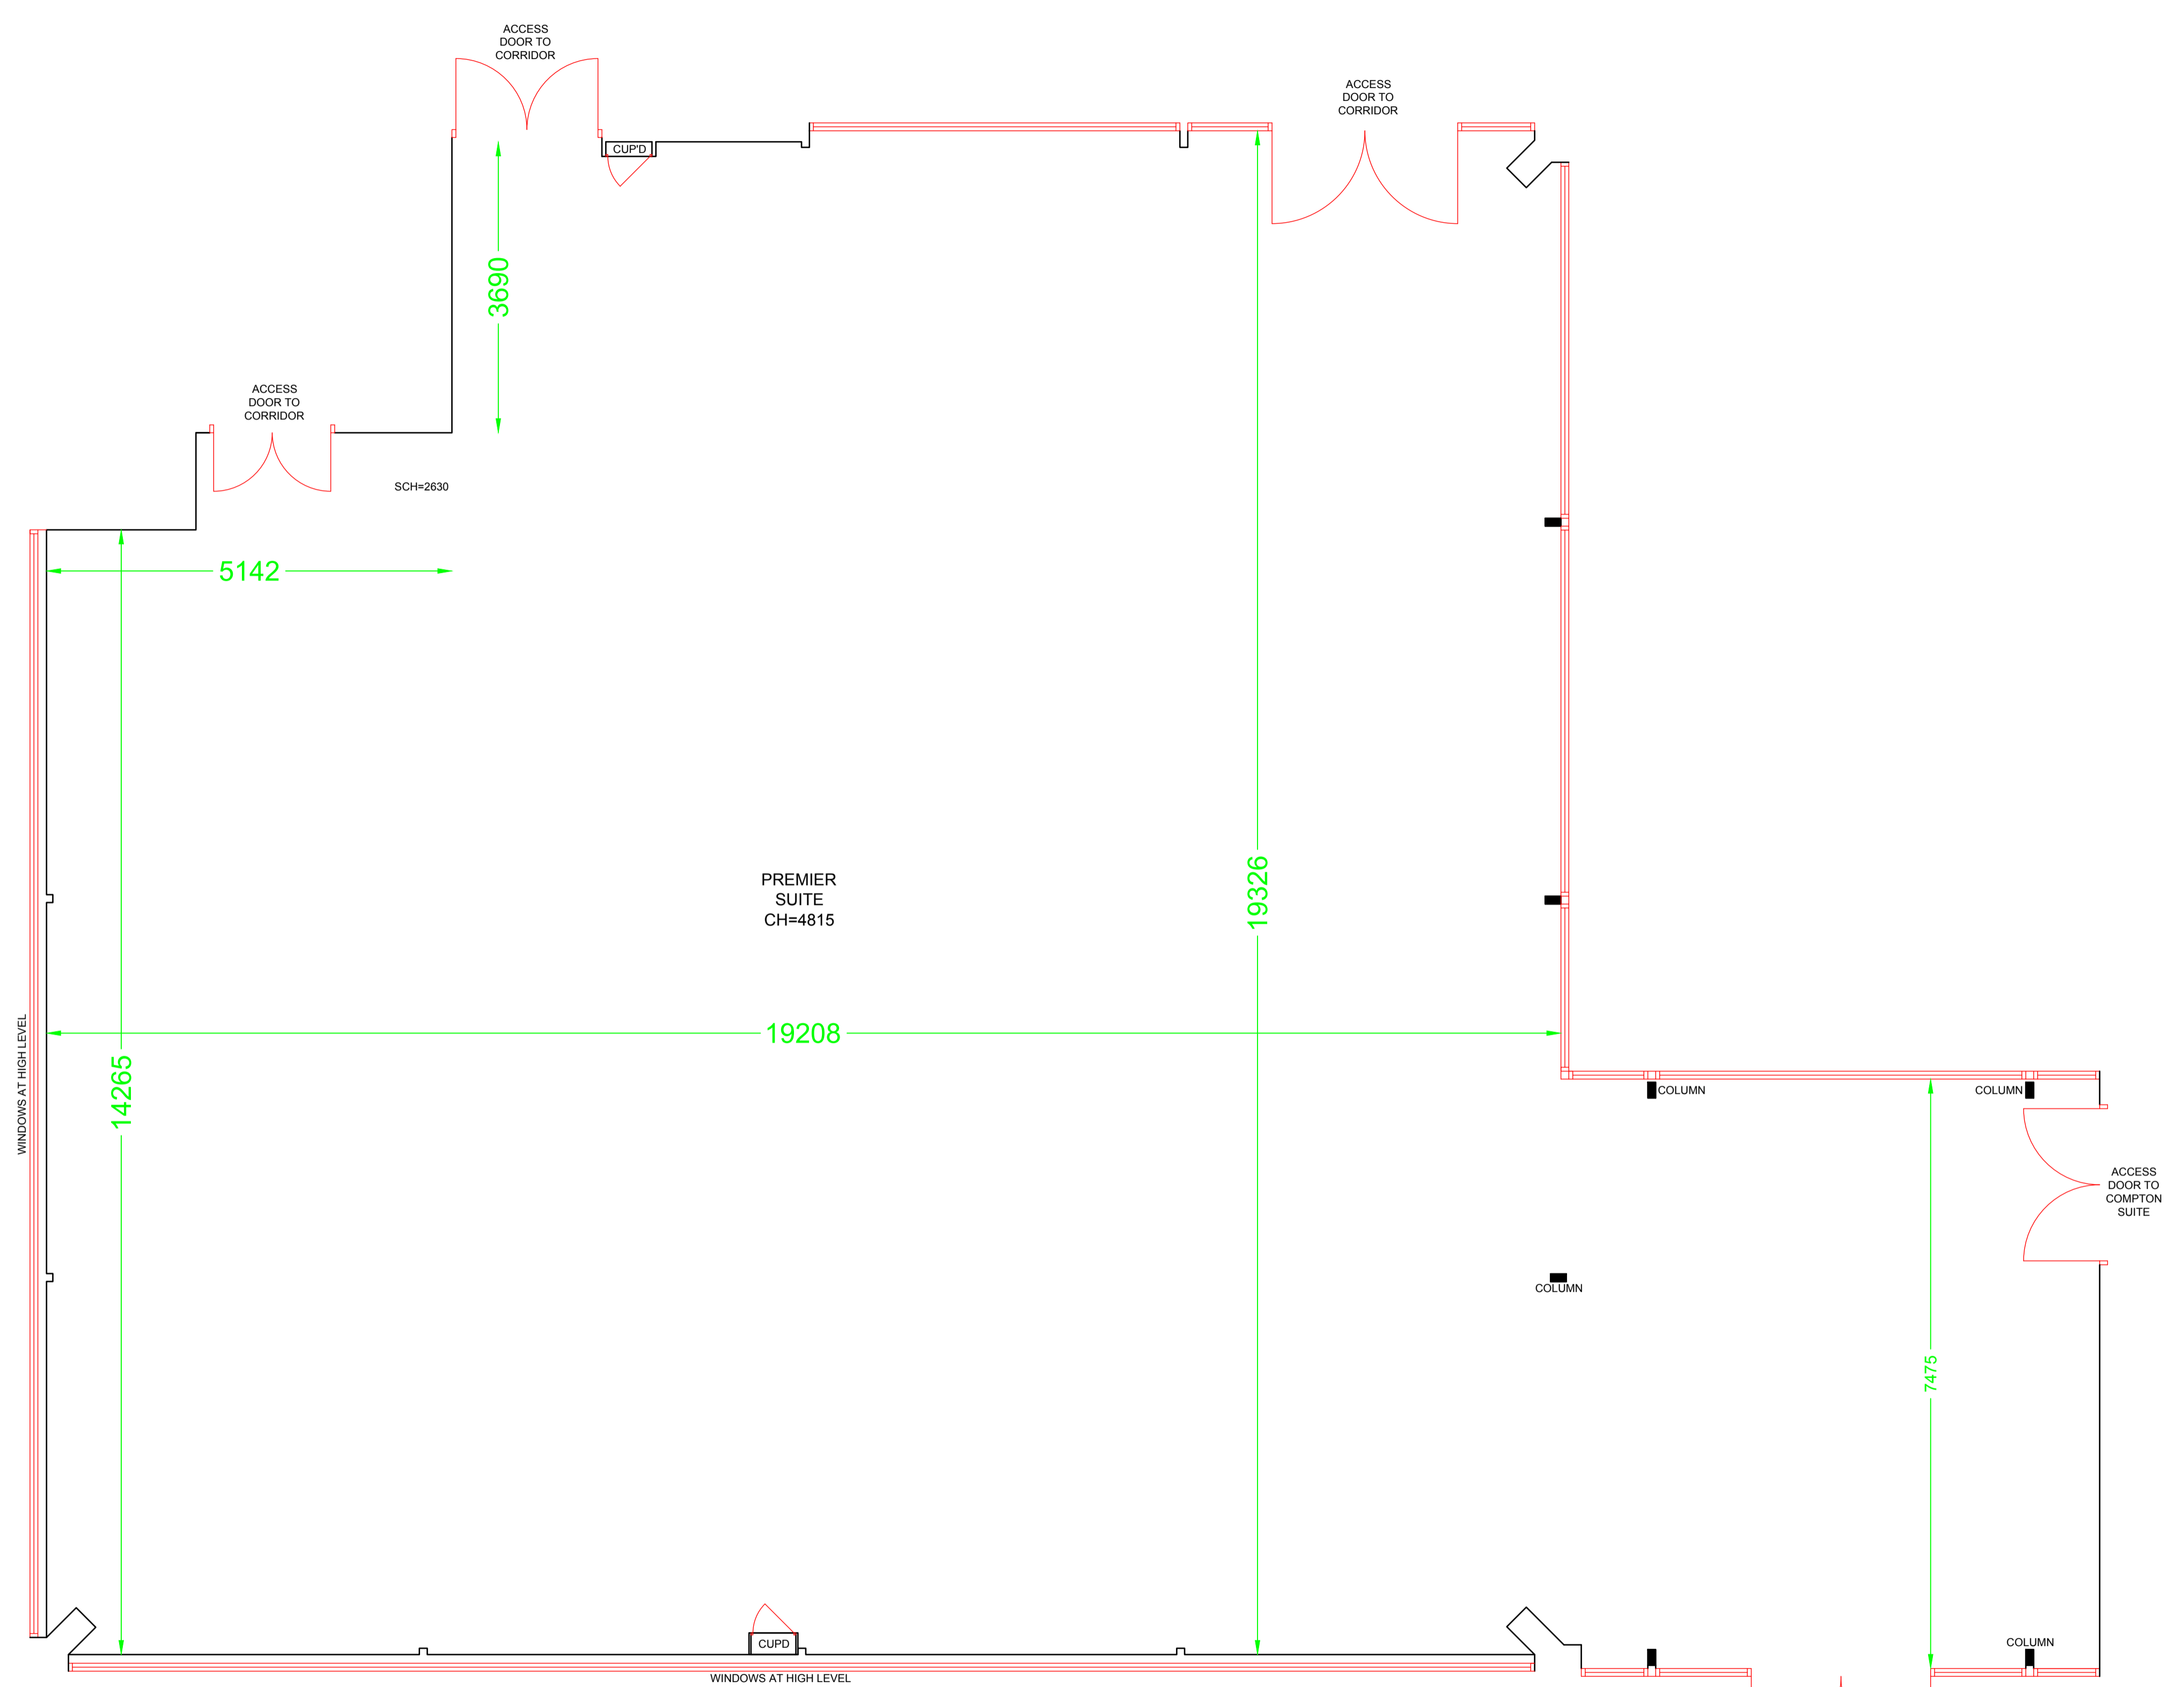 ACCESS
DOOR TO
CORRIDOR
ACCESS
DOOR TO
CORRIDOR
CUP'D
3690
ACCESS
DOOR TO
CORRIDOR
SCH=2630
5142
PREMIER
SUITE
CH=4815
19326
19208
14265
WINDOWS AT HIGH LEVEL
COLUMN
COLUMN
ACCESS
DOOR TO
COMPTON
SUITE
COLUMN
7475
CUPD
COLUMN
WINDOWS AT HIGH LEVEL